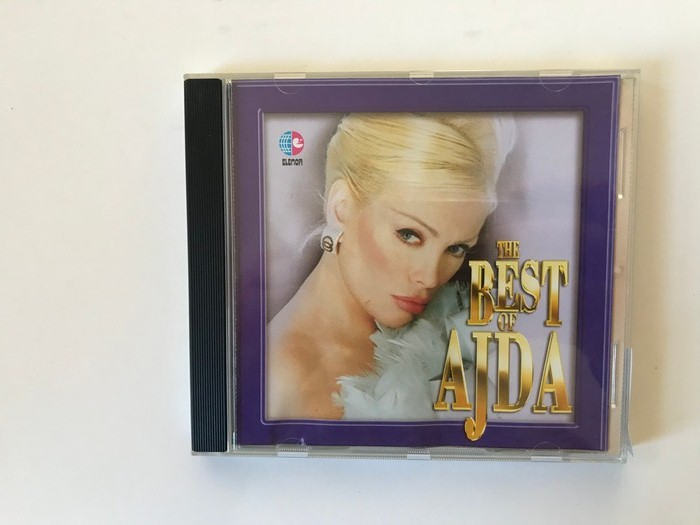 ELENOR
THE
BEST
OF
AJDA